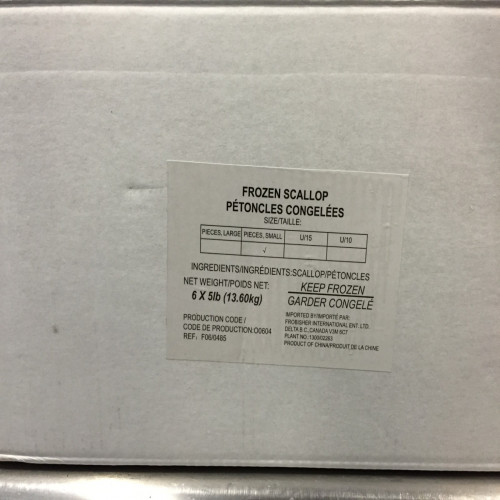 FROZEN SCALLOP
PÉTONCLES CONGELÉES
SIZE/TAILLE:
PIECES, LARGE PIECES, SMALL U/15 U/10
√
INGREDIENTS/INGRÉDIENTS:SCALLOP/PÉTONCLES
NET WEIGHT/POIDS NET:
6 X 5lb (13.60kg)
KEEP FROZEN
GARDER CONGELÉ
PRODUCTION CODE /
CODE DE PRODUCTION:O0604
REF: F06/0485
IMPORTED BY/IMPORTÉ PAR:
FROBISHER INTERNATIONAL ENT. LTD.
DELTA B.C.,CANADA V3M 6C7
PLANT NO.:
PRODUCT OF CHINA/PRODUIT DE LA CHINE